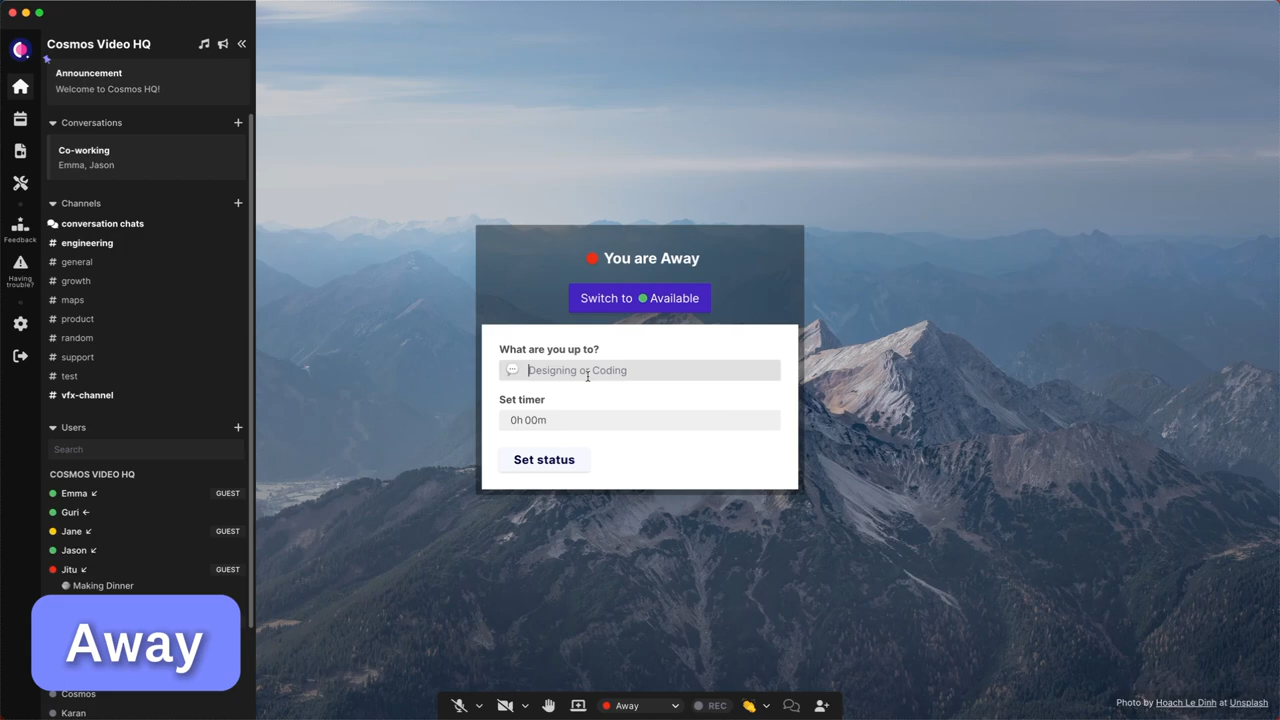 Cosmos Video HQ
Announcement
Welcome to Cosmos HQ!
Conversations
Co-working
Emma, Jason
Channels
conversation chats
# engineering
# general
# growth
# maps
# product
# random
# support
# test
# vfx-channel
Feedback
Having
trouble?
Users
Search
COSMOS VIDEO HQ
Emma GUEST
Guri
Jane GUEST
Jason
Jitu GUEST
Making Dinner
Away
Cosmos
Karan
You are Away
Switch to Available
What are you up to?
Designing or Coding
Set timer
0h 00m
Set status
Away
REC
Photo by Hoach Le Dinh at Unsplash